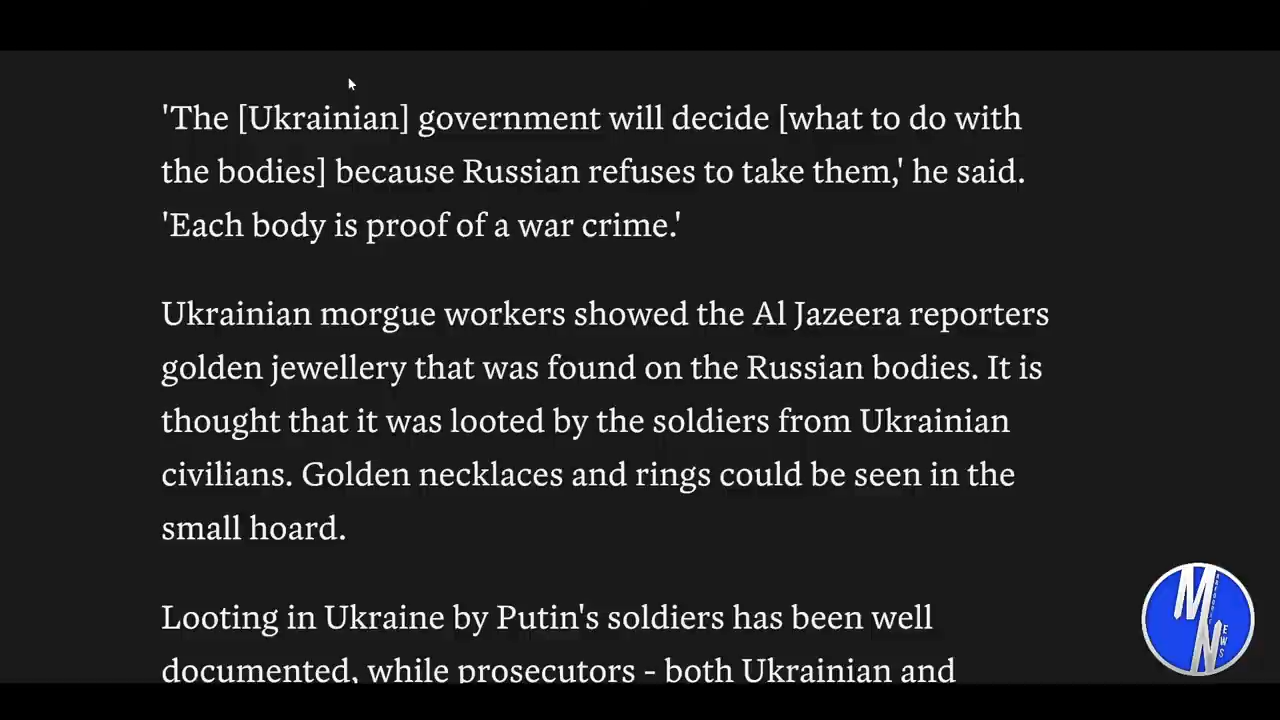 'The [Ukrainian] government will decide [what to do with
the bodies] because Russian refuses to take them,' he said.
'Each body is proof of a war crime.'
Ukrainian morgue workers showed the Al Jazeera reporters
golden jewellery that was found on the Russian bodies. It is
thought that it was looted by the soldiers from Ukrainian
civilians. Golden necklaces and rings could be seen in the
small hoard.
Looting in Ukraine by Putin's soldiers has been well
documented, while prosecutors - both Ukrainian and
M
N
EWS